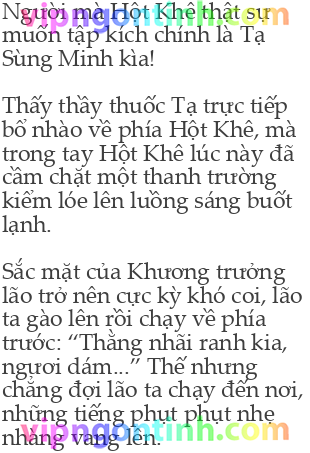 Người mà Hột Khê thật sự
muốn tập kích chính là Tạ
Sùng Minh kìa!
Thấy thầy thuốc Tạ trực tiếp
bổ nhào về phía Hột Khê, mà
trong tay Hột Khê lúc này đã
cầm chặt một thanh trường
kiếm lóe lên luồng sáng buốt
lạnh.
Sắc mặt của Khương trưởng
lão trở nên cực kỳ khó coi, lão
ta gào lên rồi chạy về phía
trước: “Thằng nhãi ranh kia,
ngươi dám...” Thế nhưng
chẳng đợi lão ta chạy đến nơi,
những tiếng phụt phụt nhẹ
nhàng vang lên.
vipngontinh.com
vipngontinh.com